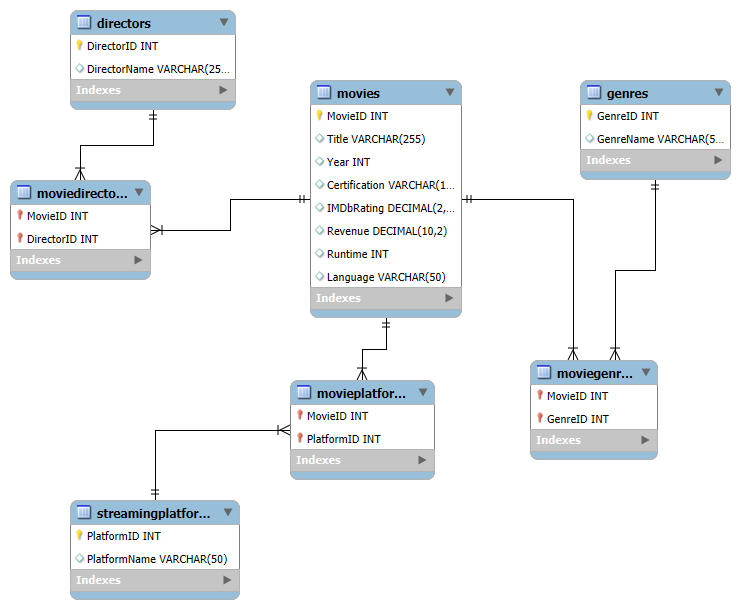 directors
DirectorID INT
DirectorName VARCHAR(25...
Indexes
movies
MovieID INT
Title VARCHAR(255)
Year INT
Certification VARCHAR(1...
IMDbRating DECIMAL(2,...
Revenue DECIMAL(10,2)
Runtime INT
Language VARCHAR(50)
Indexes
genres
GenreID INT
GenreName VARCHAR(5...
Indexes
moviedirecto...
MovieID INT
DirectorID INT
Indexes
movieplatfor...
MovieID INT
PlatformID INT
Indexes
moviegenr...
MovieID INT
GenreID INT
Indexes
streamingplatfor...
PlatformID INT
PlatformName VARCHAR(50)
Indexes